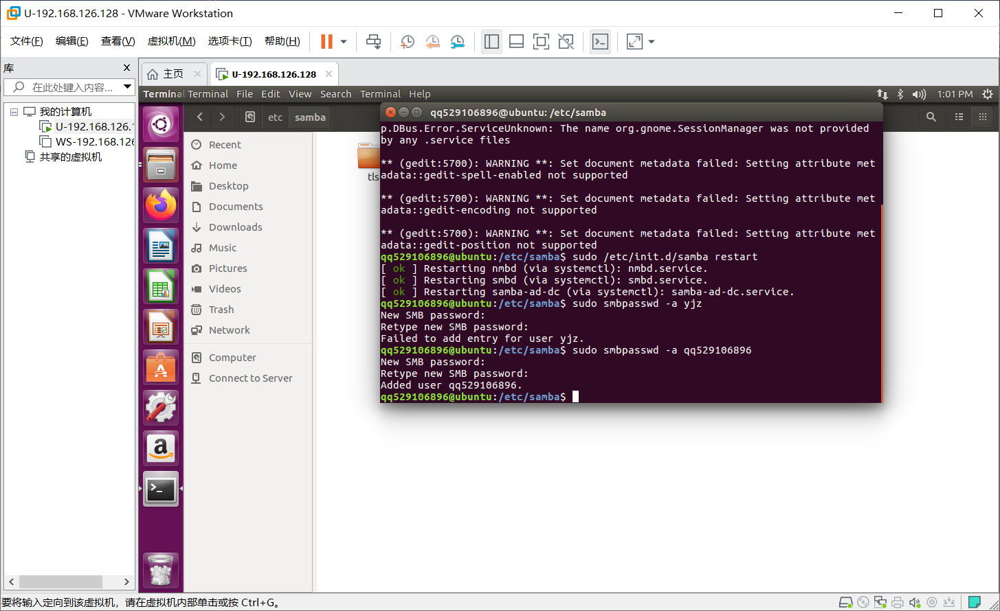 U-192.168.126.128 - VMware Workstation
文件(F) 编辑(E) 查看(V) 虚拟机(M) 选项卡(T) 帮助(H)
库
在此处键入内容...
我的计算机
U-192.168.126.1
WS-192.168.126
共享的虚拟机
主页
U-192.168.126.128
Terminal Terminal File Edit View Search Terminal Help
1:01 PM
etc samba
Recent
Home
Desktop
Documents
Downloads
Music
Pictures
Videos
Trash
Network
Computer
Connect to Server
tls
qq529106896@ubuntu: /etc/samba
p.DBus.Error.ServiceUnknown: The name org.gnome.SessionManager was not provided
by any .service files
** (gedit:5700): WARNING **: Set document metadata failed: Setting attribute met
adata::gedit-spell-enabled not supported
** (gedit:5700): WARNING **: Set document metadata failed: Setting attribute met
adata::gedit-encoding not supported
** (gedit:5700): WARNING **: Set document metadata failed: Setting attribute met
adata::gedit-position not supported
qq529106896@ubuntu:/etc/samba$ sudo /etc/init.d/samba restart
[ ok ] Restarting nmbd (via systemctl): nmbd.service.
[ ok ] Restarting smbd (via systemctl): smbd.service.
[ ok ] Restarting samba-ad-dc (via systemctl): samba-ad-dc.service.
qq529106896@ubuntu:/etc/samba$ sudo smbpasswd -a yjz
New SMB password:
Retype new SMB password:
Failed to add entry for user yjz.
qq529106896@ubuntu:/etc/samba$ sudo smbpasswd -a qq529106896
New SMB password:
Retype new SMB password:
Added user qq529106896.
qq529106896@ubuntu:/etc/samba$
要将输入定向到该虚拟机，请在虚拟机内部单击或按 Ctrl+G。